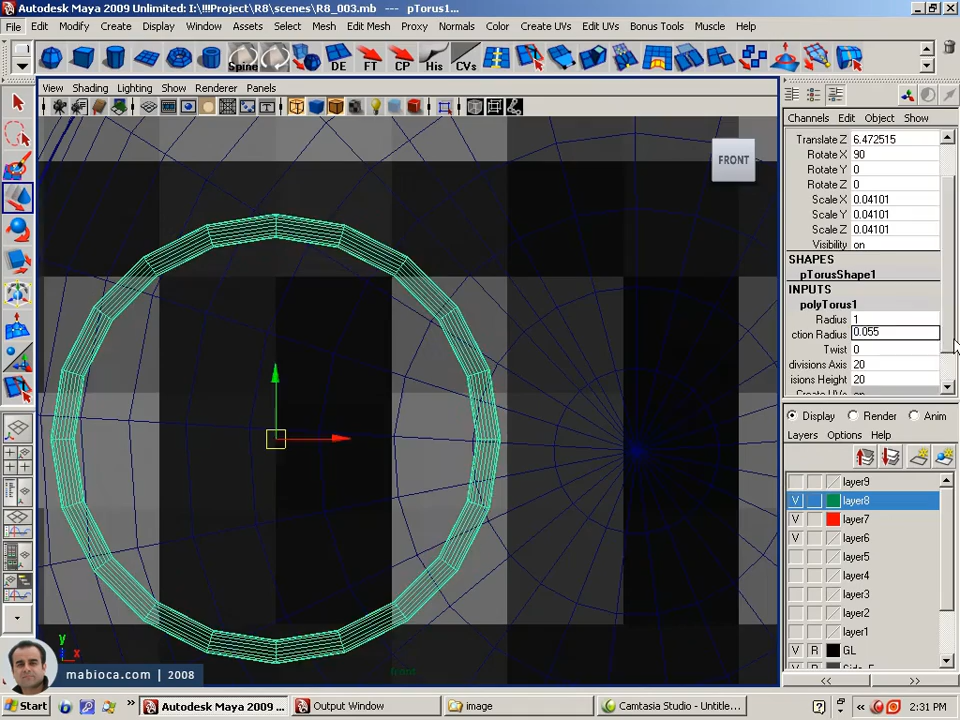 Autodesk Maya 2009 Unlimited: I:\!!!Project\R8\scenes\R8_003.mb - pTorus1...
File Edit Modify Create Display Window Assets Select Mesh Edit Mesh Proxy Normals Color Create UVs Edit UVs Bonus Tools Muscle Help
Spine DE FT CP His CVs
View Shading Lighting Show Renderer Panels
FRONT
Channels Edit Object Show
Translate Z 6.472515
Rotate X 90
Rotate Y 0
Rotate Z 0
Scale X 0.04101
Scale Y 0.04101
Scale Z 0.04101
Visibility on
SHAPES
pTorusShape1
INPUTS
polyTorus1
Radius 1
ction Radius 0.055
Twist 0
divisions Axis 20
isions Height 20
Create UVs on
Display Render Anim
Layers Options Help
layer9
V layer8
V layer7
V layer6
layer5
layer4
layer3
layer2
layer1
V R GL
V R Side_F
y
z x
front
mabioca.com | 2008
<< >>
Start » Autodesk Maya 2009 ... Output Window image Camtasia Studio - Untitle... « 2:31 PM